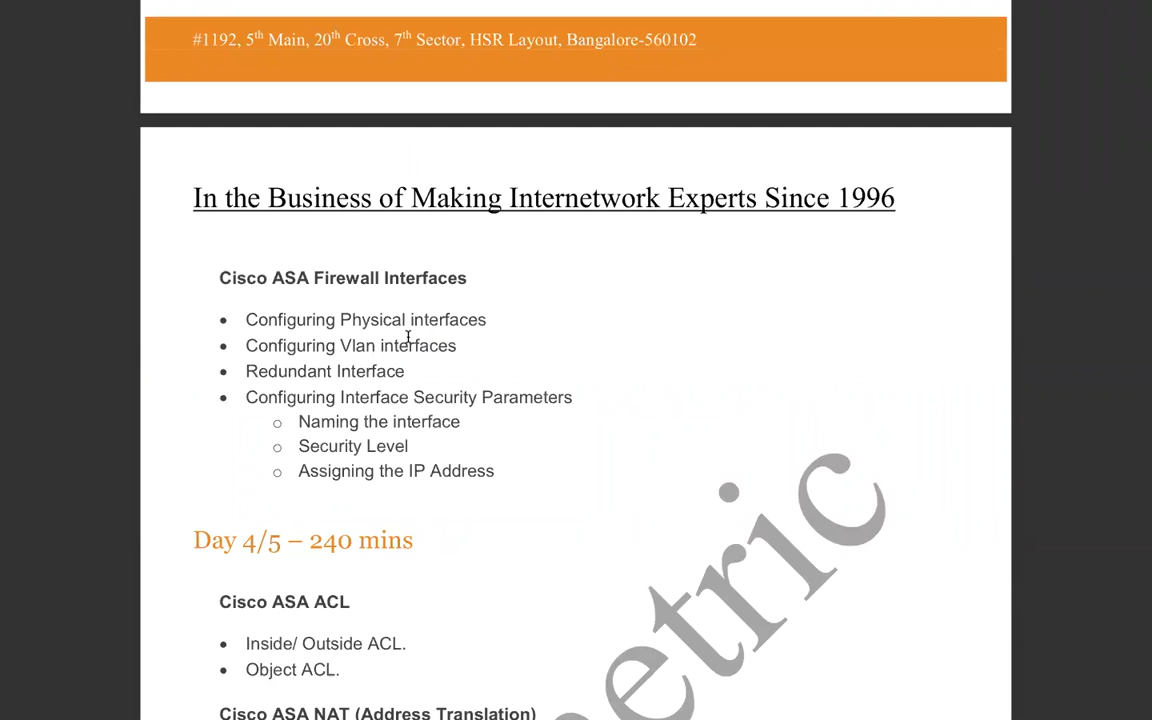 #1192, 5th Main, 20th Cross, 7th Sector, HSR Layout, Bangalore-560102
In the Business of Making Internetwork Experts Since 1996
Cisco ASA Firewall Interfaces
• Configuring Physical interfaces
• Configuring Vlan interfaces
• Redundant Interface
• Configuring Interface Security Parameters
o Naming the interface
o Security Level
o Assigning the IP Address
Day 4/5 – 240 mins
Cisco ASA ACL
• Inside/ Outside ACL.
• Object ACL.
Cisco ASA NAT (Address Translation)
etric